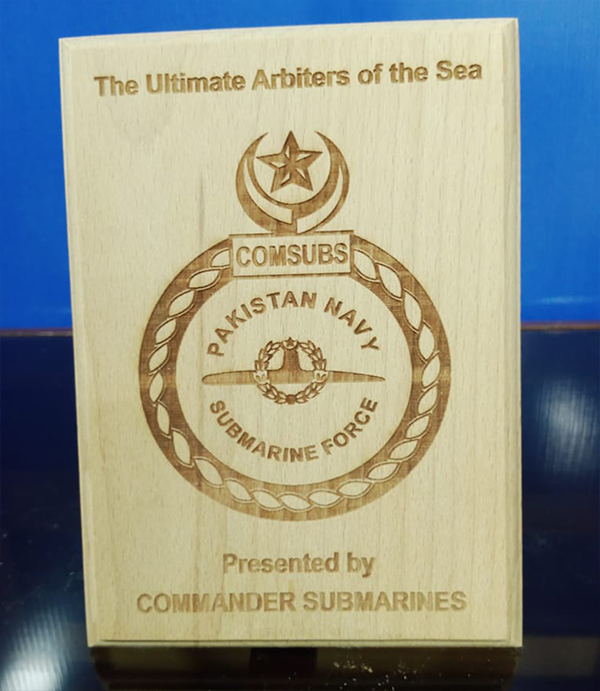 The Ultimate Arbiters of the Sea
COMSUBS
PAKISTAN NAVY
SUBMARINE FORCE
Presented by
COMMANDER SUBMARINES